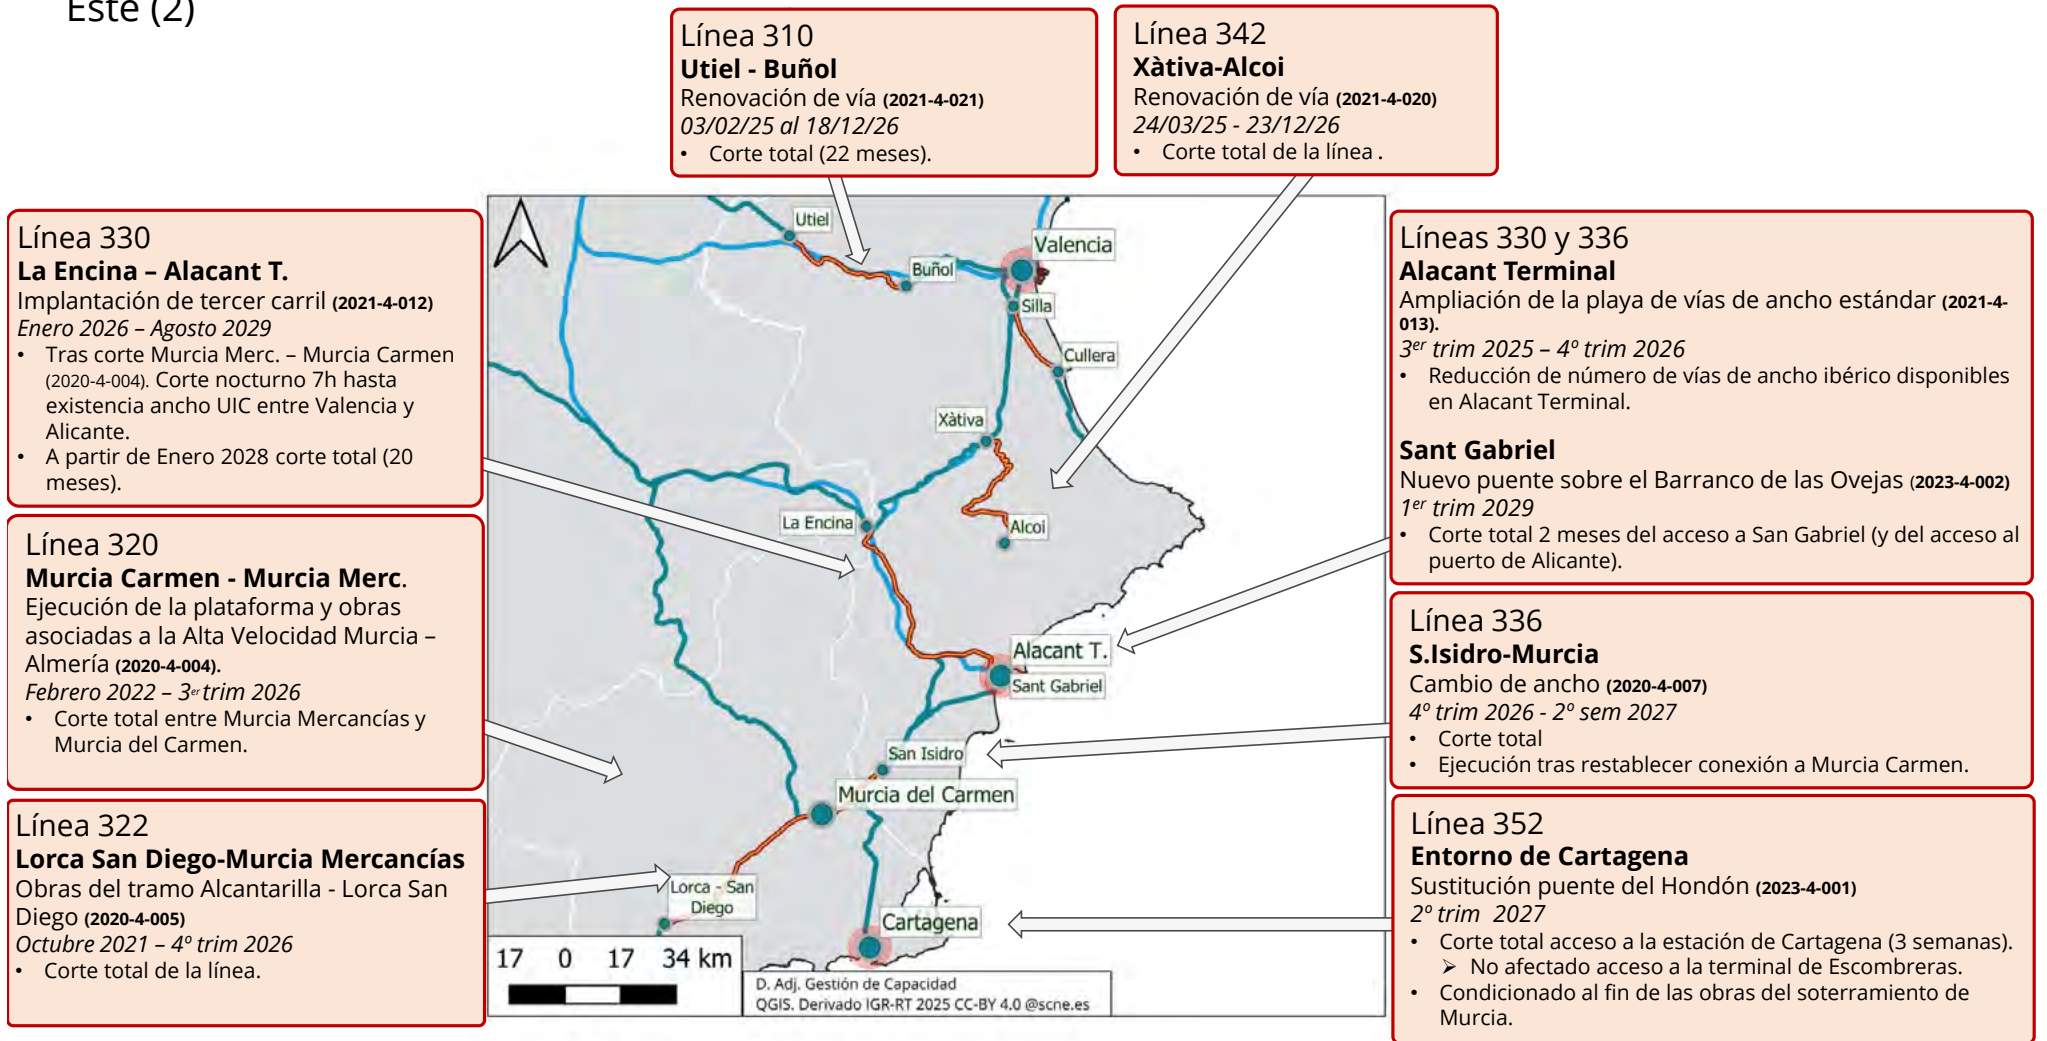 Este (2)
Línea 310
Utiel - Buñol
Renovación de vía (2021-4-021)
03/02/25 al 18/12/26
• Corte total (22 meses).
Línea 342
Xàtiva-Alcoi
Renovación de vía (2021-4-020)
24/03/25 - 23/12/26
• Corte total de la línea .
Línea 330
La Encina – Alacant T.
Implantación de tercer carril (2021-4-012)
Enero 2026 – Agosto 2029
• Tras corte Murcia Merc. – Murcia Carmen
(2020-4-004). Corte nocturno 7h hasta
existencia ancho UIC entre Valencia y
Alicante.
• A partir de Enero 2028 corte total (20
meses).
Línea 320
Murcia Carmen - Murcia Merc.
Ejecución de la plataforma y obras
asociadas a la Alta Velocidad Murcia –
Almería (2020-4-004).
Febrero 2022 – 3er trim 2026
• Corte total entre Murcia Mercancías y
Murcia del Carmen.
Línea 322
Lorca San Diego-Murcia Mercancías
Obras del tramo Alcantarilla - Lorca San
Diego (2020-4-005)
Octubre 2021 – 4º trim 2026
• Corte total de la línea.
Utiel
Buñol
Valencia
Silla
Cullera
Xàtiva
La Encina
Alcoi
Alacant T.
Sant Gabriel
San Isidro
Murcia del Carmen
Lorca - San
Diego
Cartagena
17 0 17 34 km
D. Adj. Gestión de Capacidad
QGIS. Derivado IGR-RT 2025 CC-BY 4.0 @scne.es
Líneas 330 y 336
Alacant Terminal
Ampliación de la playa de vías de ancho estándar (2021-4-
013).
3er trim 2025 – 4º trim 2026
• Reducción de número de vías de ancho ibérico disponibles
en Alacant Terminal.
Sant Gabriel
Nuevo puente sobre el Barranco de las Ovejas (2023-4-002)
1er trim 2029
• Corte total 2 meses del acceso a San Gabriel (y del acceso al
puerto de Alicante).
Línea 336
S.Isidro-Murcia
Cambio de ancho (2020-4-007)
4º trim 2026 - 2º sem 2027
• Corte total
• Ejecución tras restablecer conexión a Murcia Carmen.
Línea 352
Entorno de Cartagena
Sustitución puente del Hondón (2023-4-001)
2º trim 2027
• Corte total acceso a la estación de Cartagena (3 semanas).
➢ No afectado acceso a la terminal de Escombreras.
• Condicionado al fin de las obras del soterramiento de
Murcia.